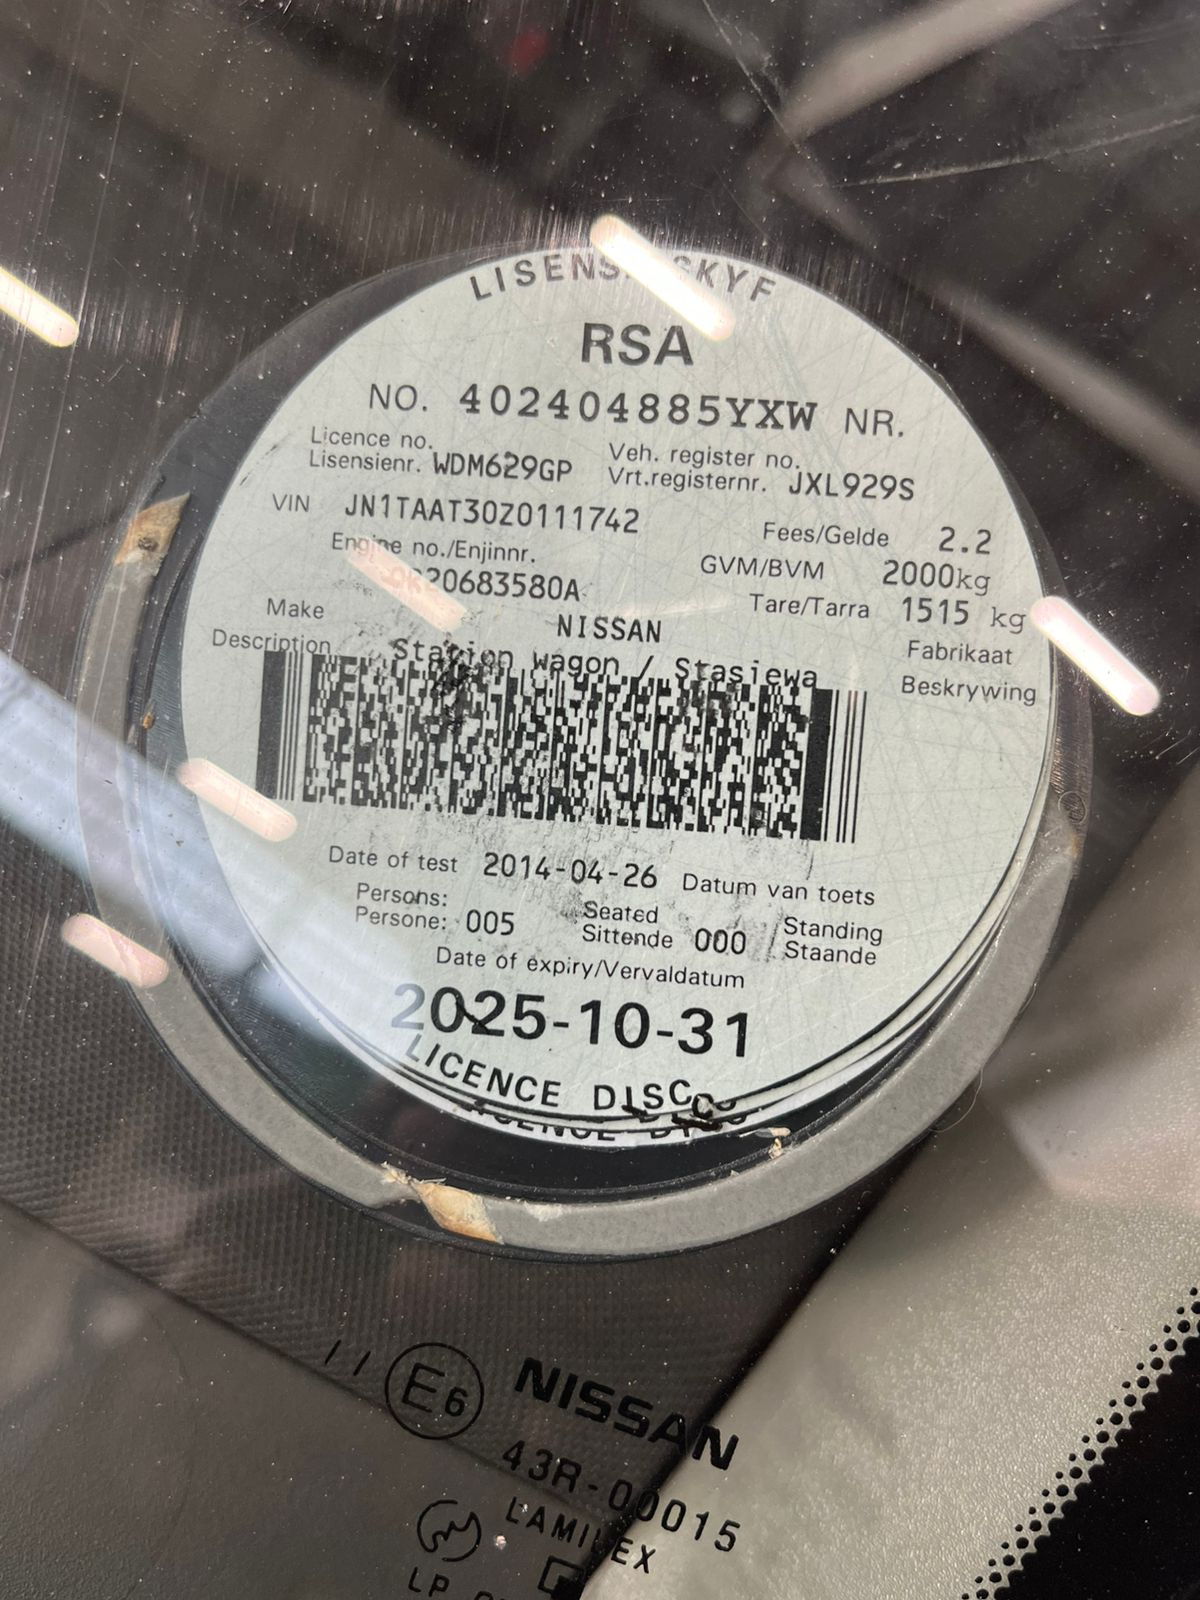 RSA
NO. 402404885YXW NR.
Licence no.
Lisensienr. WDM629GP
Veh. register no.
Vrt.registernr. JXL929S
VIN JN1TAAT30Z0111742
Fees/Gelde 2.2
Engine no./Enjinnr.
GVM/BVM 2000kg
Tare/Tarra 1515 kg
Make NISSAN Fabrikaat
Description Station wagon / Stasiewa Beskrywing
Date of test 2014-04-26 Datum van toets
Persons:
Persone: 005
Seated
Sittende 000 / Standing
Staande
Date of expiry/Vervaldatum
2025-10-31
LICENCE DISC
E6 NISSAN
43R-00015